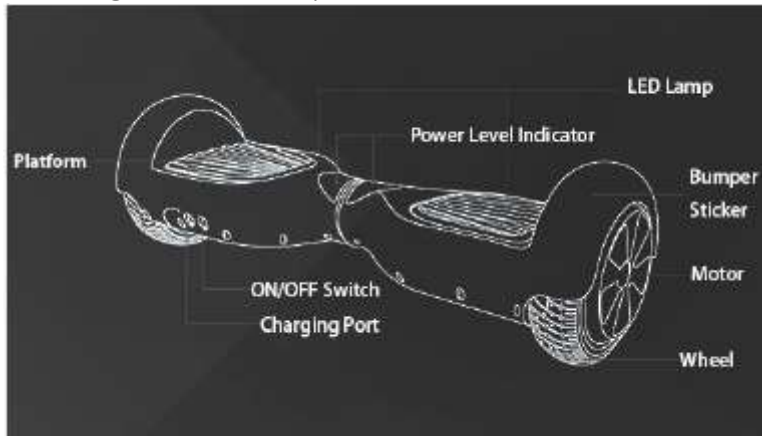 LED Lamp
Power Level Indicator
Platform
Bumper
Sticker
Motor
ON/OFF Switch
Charging Port
Wheel